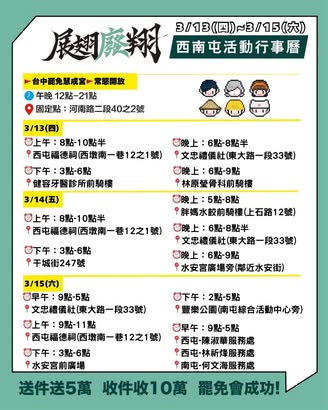 展翅廢翔
3/13(四)~3/15(六)
西南屯活動行事曆
台中罷免慧成宮 常態開放
午晚 12點-21點
固定點：河南路二段40之2號
3/13(四)
上午：8點-10點半
西屯福德祠(西墩南一巷12之1號)
下午：3點-6點
健容牙醫診所前騎樓
晚上：6點-8點半
文忠禮儀社(東大路一段33號)
晚上：6點-9點
林原瑩骨科前騎樓
3/14(五)
上午：8點-10點半
西屯福德祠(西墩南一巷12之1號)
下午：3點-6點
干城街247號
晚上：5點-8點
胖媽水餃前騎樓(上石路12號)
晚上：6點-8點半
文忠禮儀社(東大路一段33號)
晚上：6點-9點
水安宮廣場旁(鄰近水安街)
3/15(六)
早午：9點-5點
文忠禮儀社(東大路一段33號)
上午：9點-11點
西屯福德祠(西墩南一巷12之1號)
下午：3點-6點
水安宮前廣場
下午：2點-5點
豐樂公園(南屯綜合活動中心旁)
早午：9點-5點
西屯-陳淑華服務處
西屯-林祈烽服務處
南屯-何文海服務處
送件送5萬 收件收10萬 罷免會成功!